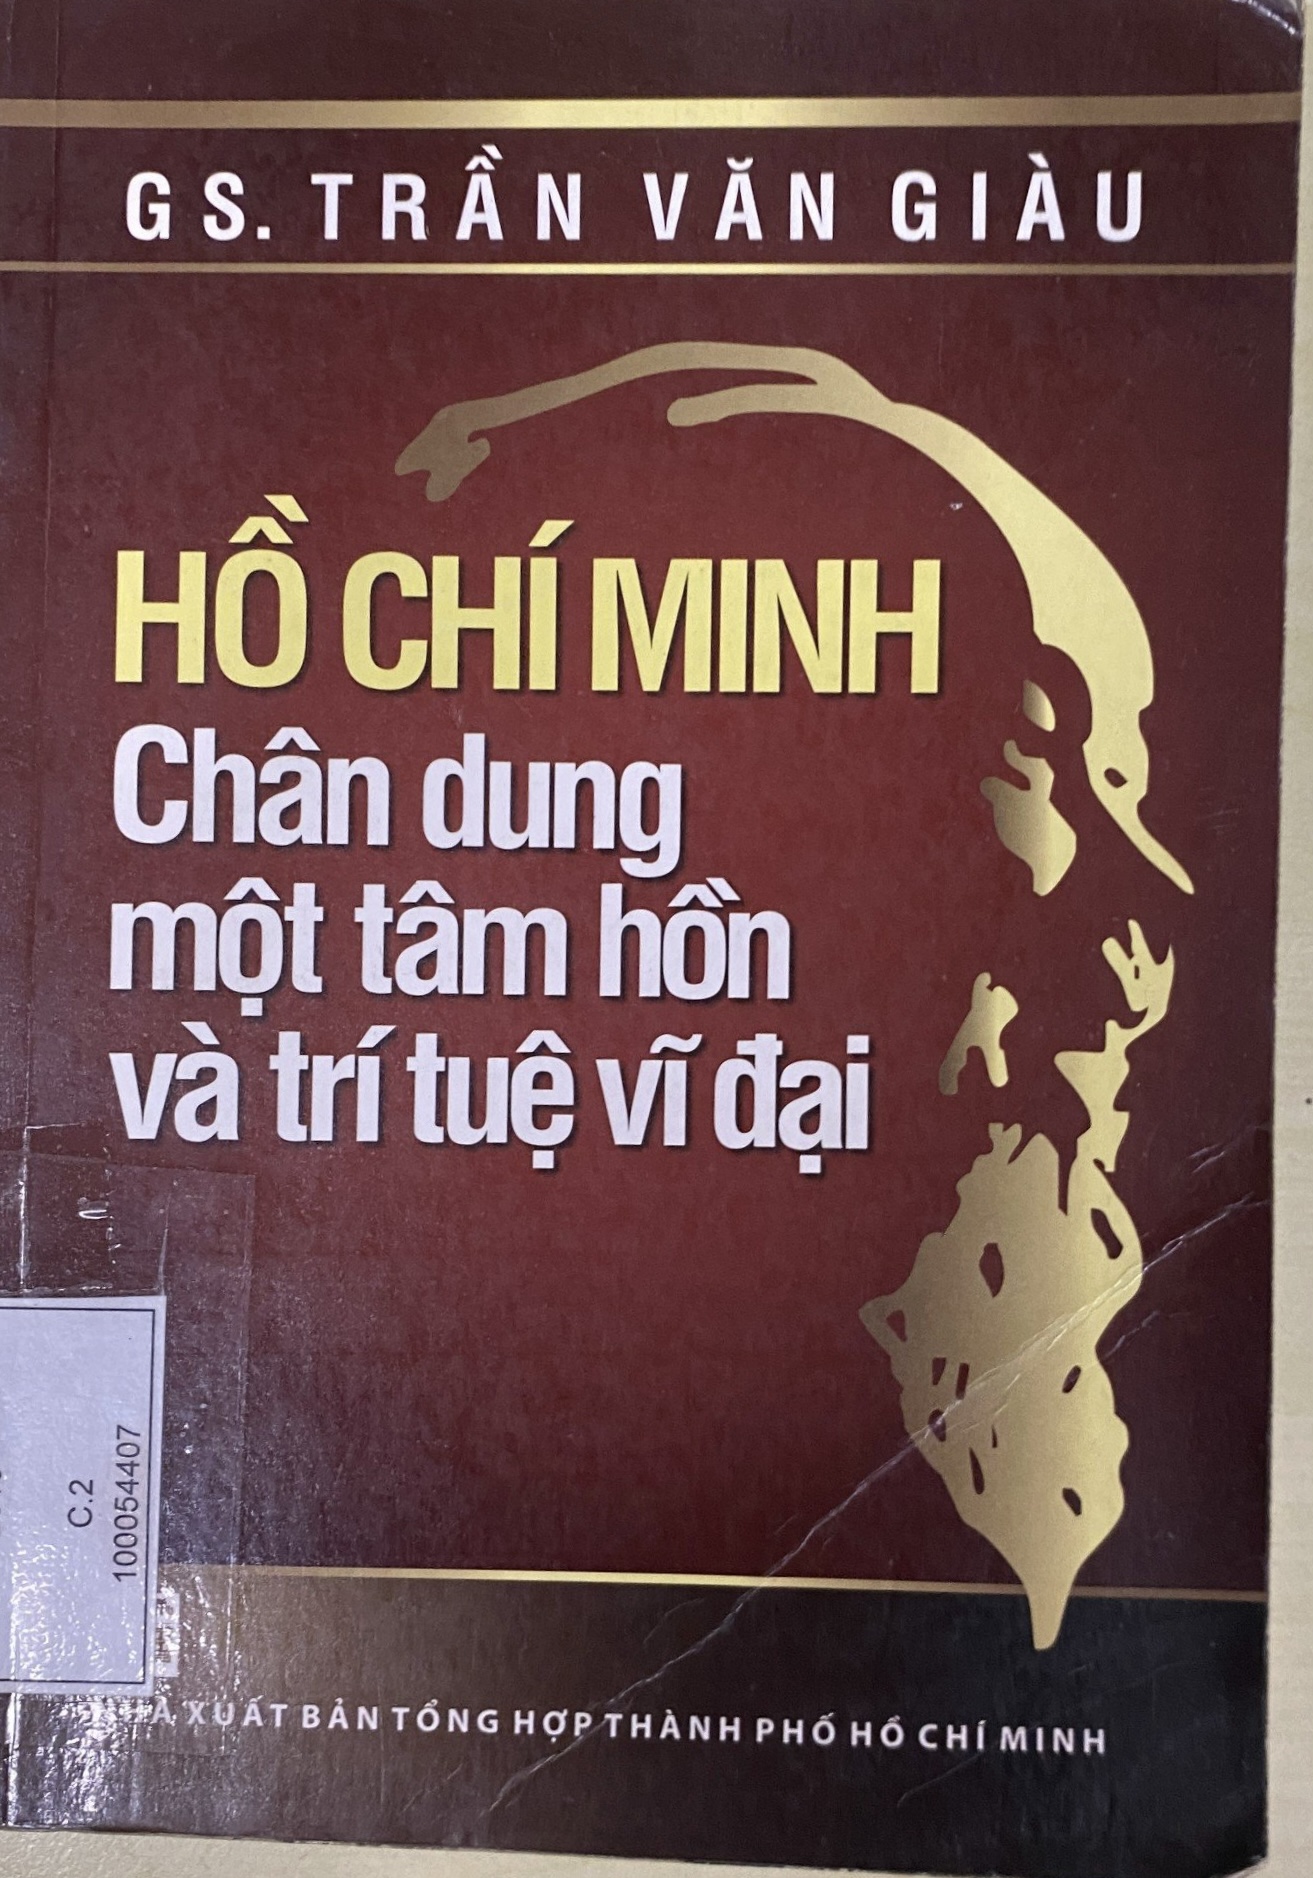 GS. TRẦN VĂN GIÀU
HỒ CHÍ MINH
Chân dung
một tâm hồn
và trí tuệ vĩ đại
C.2
100054407
XUẤT BẢN TỔNG HỢP THÀNH PHỐ HỒ CHÍ MINH